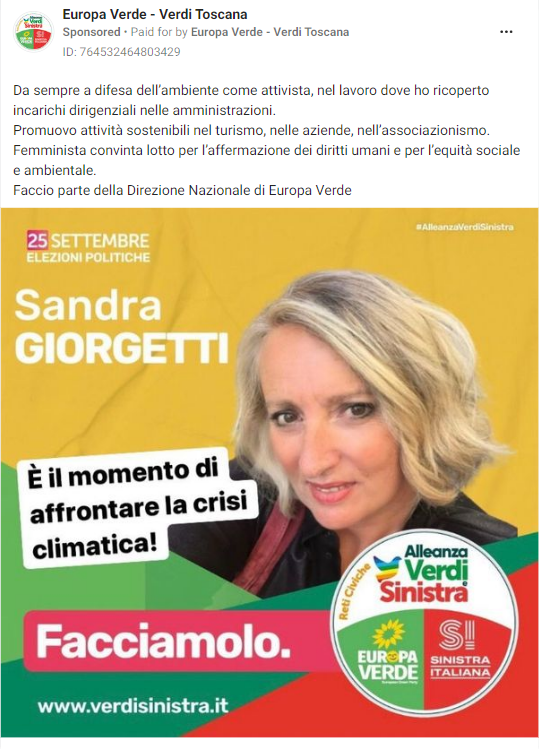 Europa Verde - Verdi Toscana
Sponsored • Paid for by Europa Verde - Verdi Toscana
ID: 764532464803429
Da sempre a difesa dell'ambiente come attivista, nel lavoro dove ho ricoperto
incarichi dirigenziali nelle amministrazioni.
Promuovo attività sostenibili nel turismo, nelle aziende, nell'associazionismo.
Femminista convinta lotto per l'affermazione dei diritti umani e per l'equità sociale
e ambientale.
Faccio parte della Direzione Nazionale di Europa Verde
25 SETTEMBRE
ELEZIONI POLITICHE
#AlleanzaVerdiSinistra
Sandra
GIORGETTI
È il momento di
affrontare la crisi
climatica!
Facciamolo.
www.verdisinistra.it
Reti Civiche
Alleanza
Verdi e
Sinistra
EUROPA
VERDE
SI
SINISTRA
ITALIANA